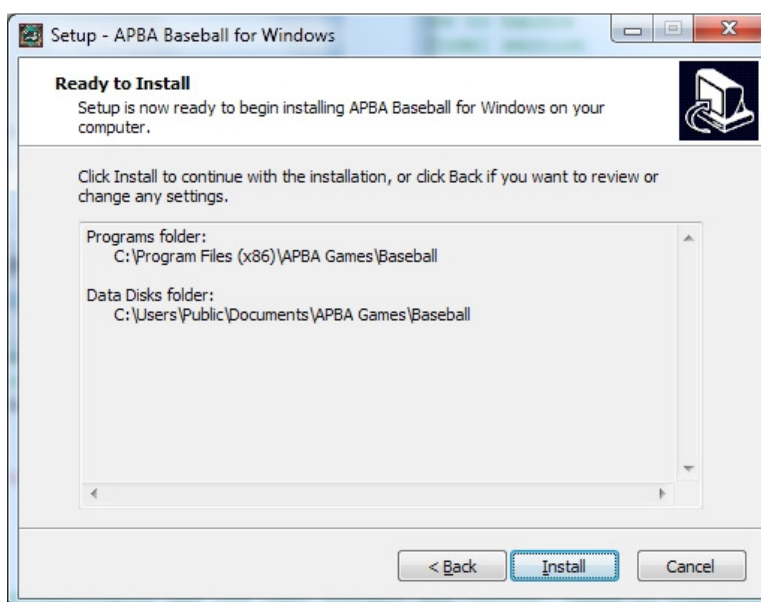 Setup - APBA Baseball for Windows
Ready to Install
Setup is now ready to begin installing APBA Baseball for Windows on your
computer.
Click Install to continue with the installation, or click Back if you want to review or
change any settings.
Programs folder:
C:\Program Files (x86)\APBA Games\Baseball
Data Disks folder:
C:\Users\Public\Documents\APBA Games\Baseball
< Back
Install
Cancel